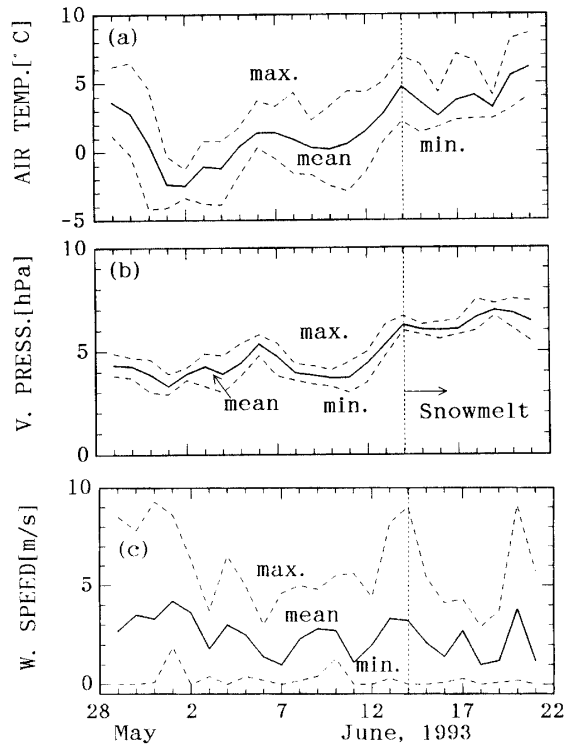 (a)
AIR TEMP.[°C]
10
5
0
-5
max.
mean
min.
(b)
V. PRESS.[hPa]
10
5
0
max.
mean
min.
Snowmelt
(c)
W. SPEED[m/s]
10
5
0
max.
mean
min.
28 2 7 12 17 22
May June, 1993